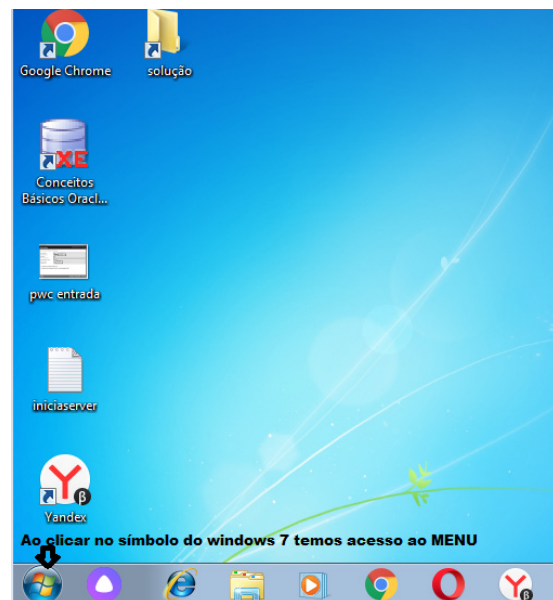 Google Chrome
solução
XE
Conceitos
Básicos Oracl...
pwc entrada
iniciaserver
Yandex
Ao clicar no símbolo do windows 7 temos acesso ao MENU